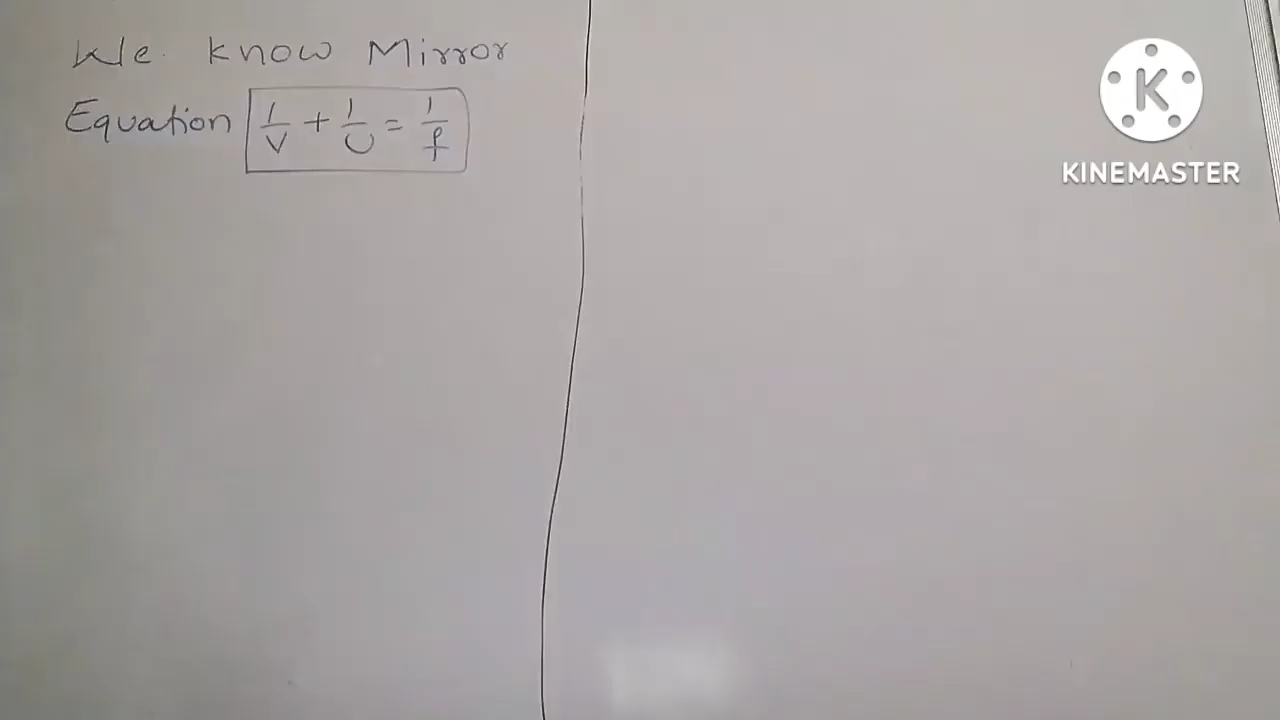 We know Mirror
Equation 1/v + 1/u = 1/f
KINEMASTER